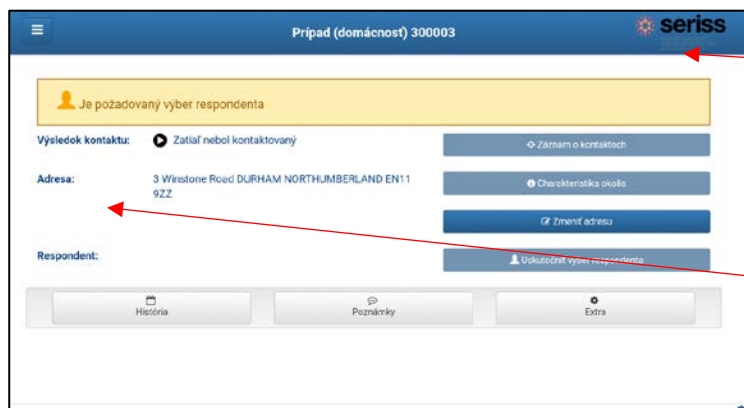 Prípad (domácnosť) 300003
seriss
Je požadovaný výber respondenta
Výsledok kontaktu:
Zatiaľ nebol kontaktovaný
Záznam o kontaktoch
Adresa:
3 Winstone Road DURHAM NORTHUMBERLAND EN11
9ZZ
Charakteristika okolia
Zmeniť adresu
Respondent:
Uskutočniť výber respondenta
História
Poznámky
Extra